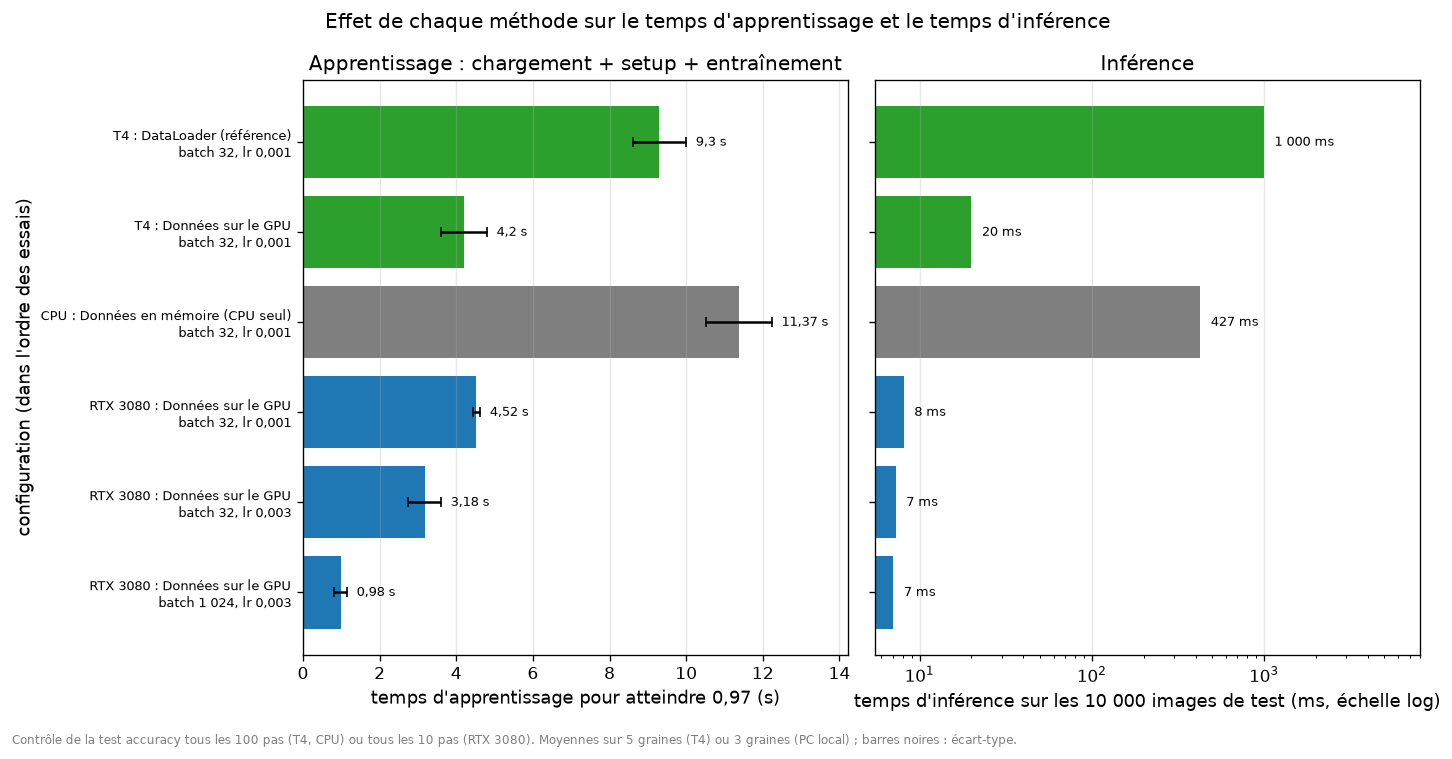 Effet de chaque méthode sur le temps d'apprentissage et le temps d'inférence
Apprentissage : chargement + setup + entraînement
configuration (dans l'ordre des essais)
T4 : DataLoader (référence)
batch 32, lr 0,001
9,3 s
T4 : Données sur le GPU
batch 32, lr 0,001
4,2 s
CPU : Données en mémoire (CPU seul)
batch 32, lr 0,001
11,37 s
RTX 3080 : Données sur le GPU
batch 32, lr 0,001
4,52 s
RTX 3080 : Données sur le GPU
batch 32, lr 0,003
3,18 s
RTX 3080 : Données sur le GPU
batch 1 024, lr 0,003
0,98 s
0 2 4 6 8 10 12 14
temps d'apprentissage pour atteindre 0,97 (s)
Inférence
1 000 ms
20 ms
427 ms
8 ms
7 ms
7 ms
10¹ 10² 10³
temps d'inférence sur les 10 000 images de test (ms, échelle log)
Contrôle de la test accuracy tous les 100 pas (T4, CPU) ou tous les 10 pas (RTX 3080). Moyennes sur 5 graines (T4) ou 3 graines (PC local) ; barres noires : écart-type.